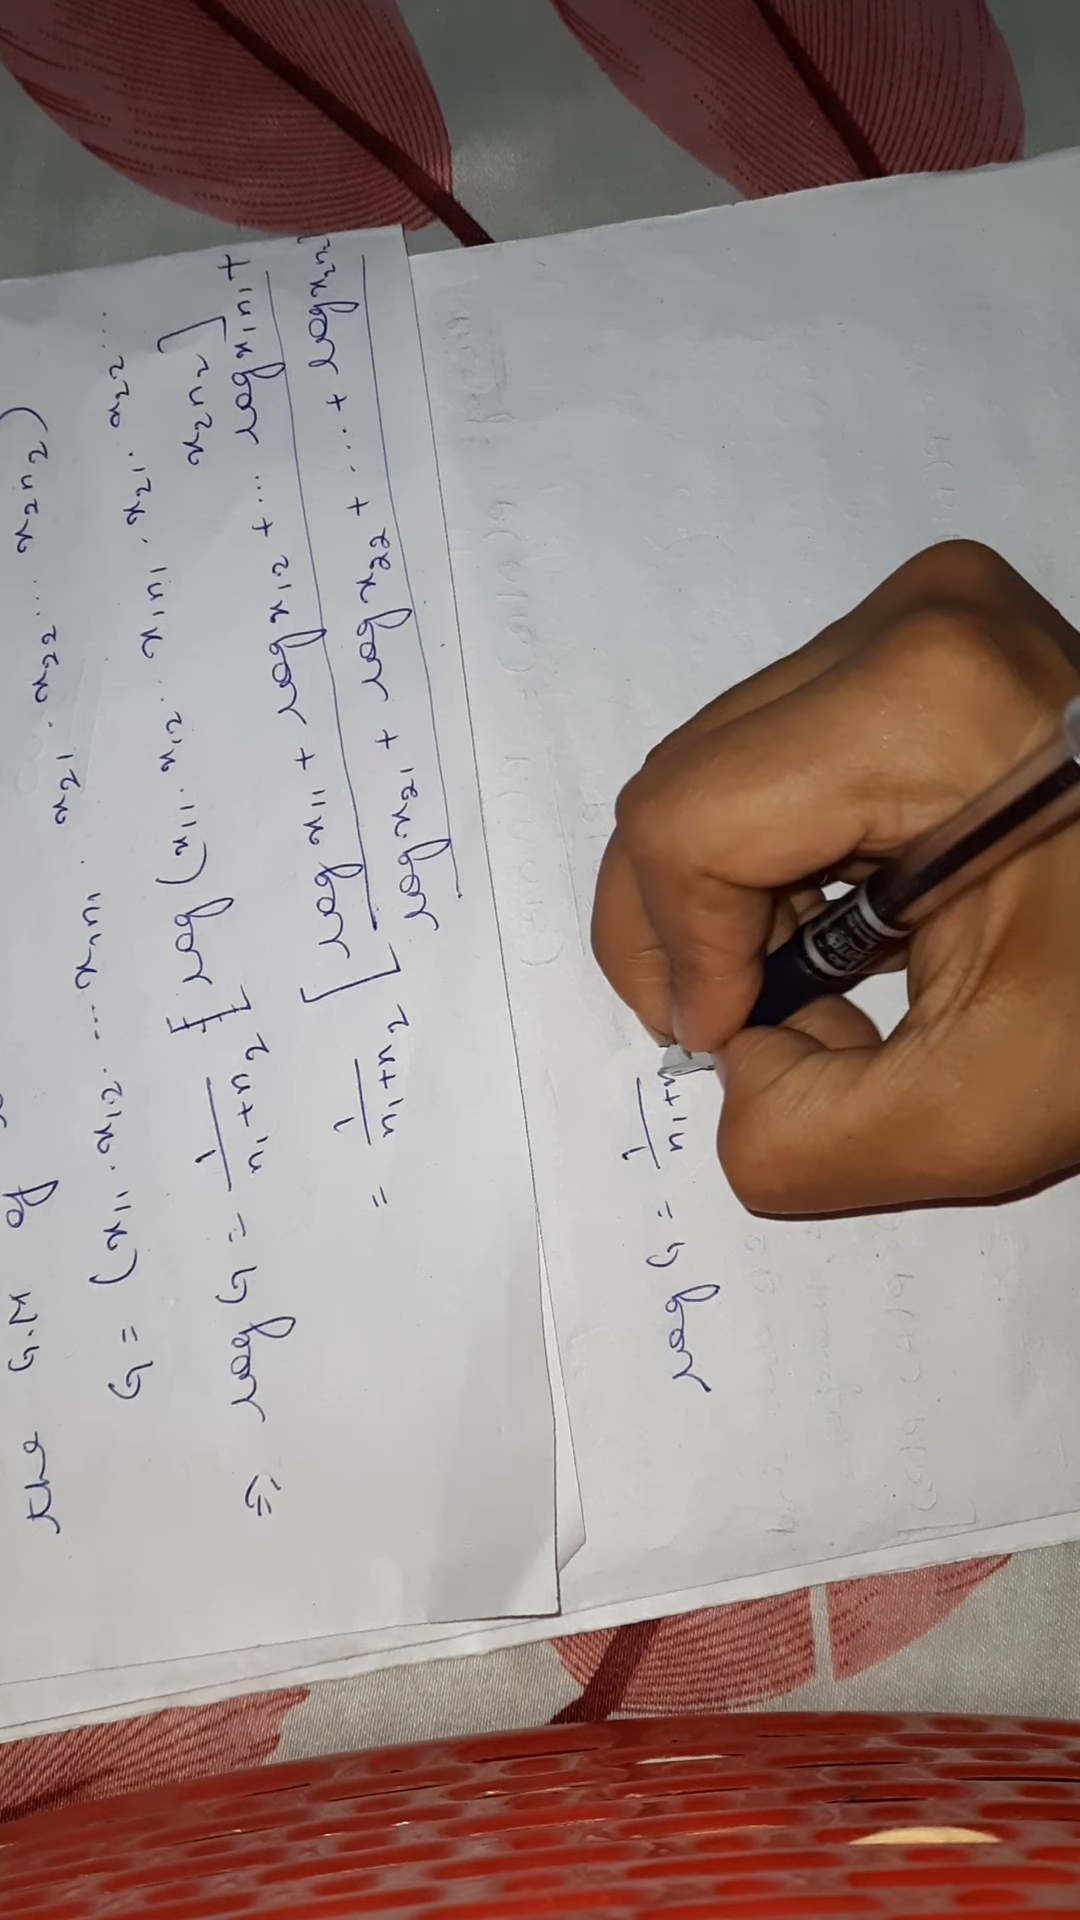 the G.M of
G = (x11 . x12 . ... x1n1 . x21 . x22 ... x2n2)
⇒ log G = 1/n1+n2 [log (x11 . x12 .. x1n1 . x21 . x22 ...
x2n2]
= 1/n1+n2 [log x11 + log x12 + ... log x1n1 +
log x21 + log x22 + ... + log x2n2]
log G = 1/n1+n